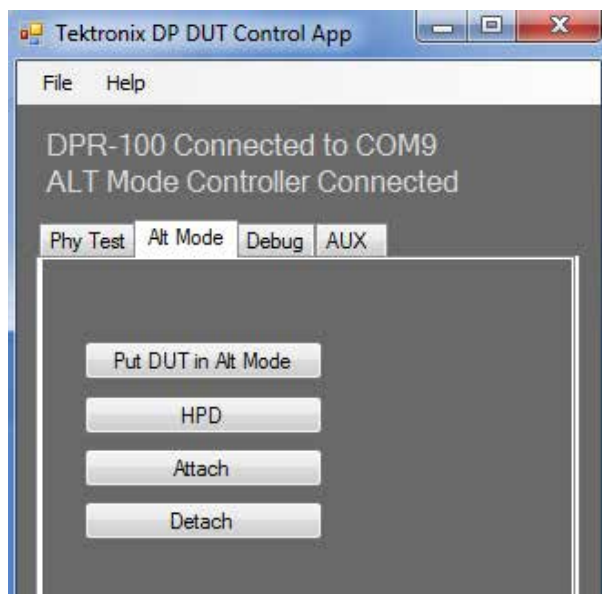 Tektronix DP DUT Control App
File Help
DPR-100 Connected to COM9
ALT Mode Controller Connected
Phy Test Alt Mode Debug AUX
Put DUT in Alt Mode
HPD
Attach
Detach